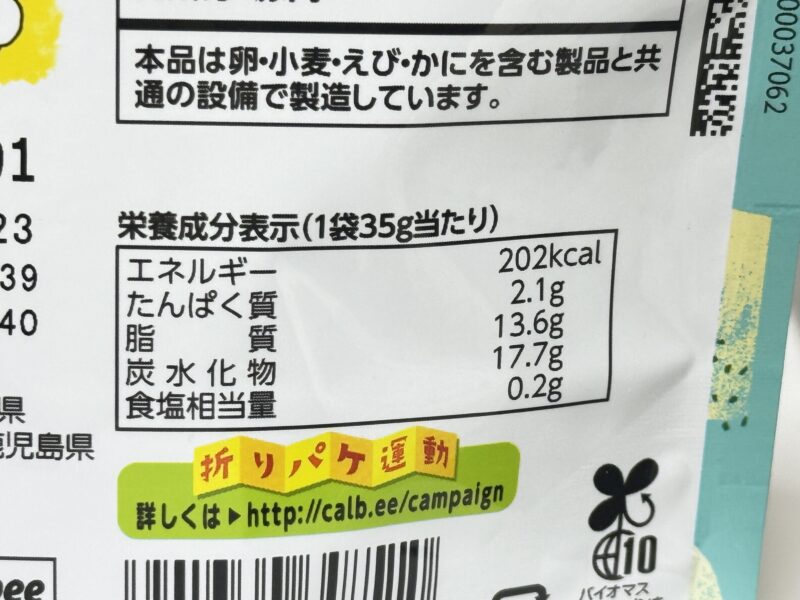 本品は卵・小麦・えび・かにを含む製品と共
通の設備で製造しています。
00037062
01
23
39
40
県
鹿児島県
栄養成分表示(1袋35g当たり)
エネルギー 202kcal
たんぱく質 2.1g
脂質 13.6g
炭水化物 17.7g
食塩相当量 0.2g
折りパケ運動
詳しくは▶http://calb.ee/campaign
10
バイオマス
bee